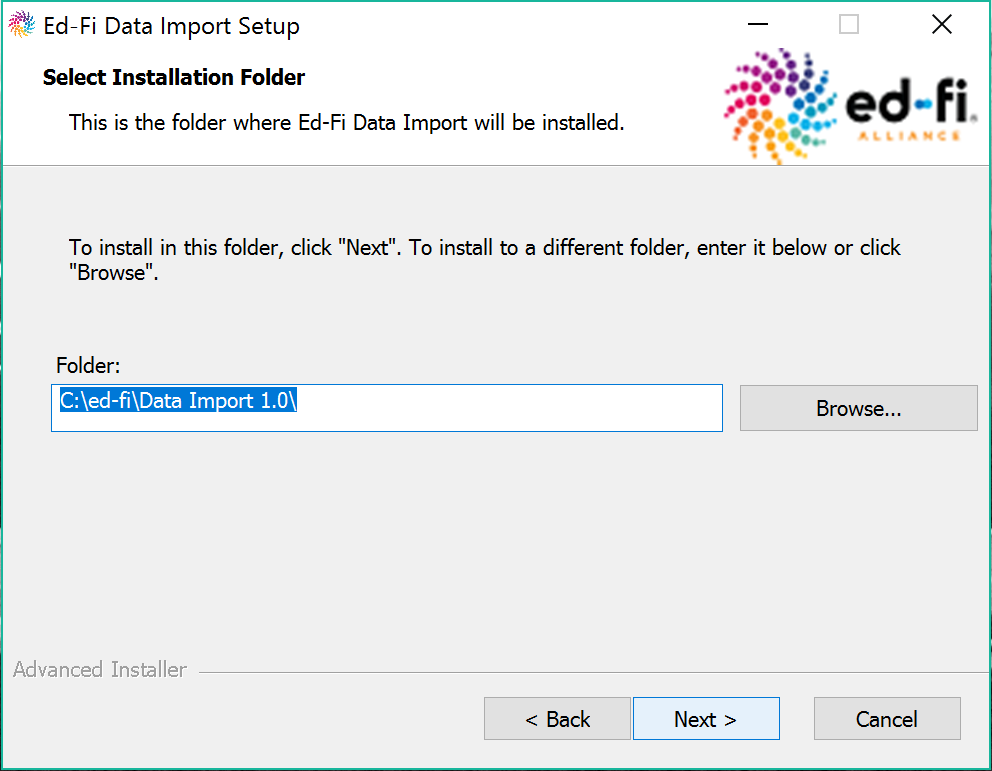 Ed-Fi Data Import Setup
Select Installation Folder
This is the folder where Ed-Fi Data Import will be installed.
ed-fi®
ALLIANCE
To install in this folder, click "Next". To install to a different folder, enter it below or click
"Browse".
Folder:
C:\ed-fi\Data Import 1.0\
Browse...
Advanced Installer
< Back
Next >
Cancel